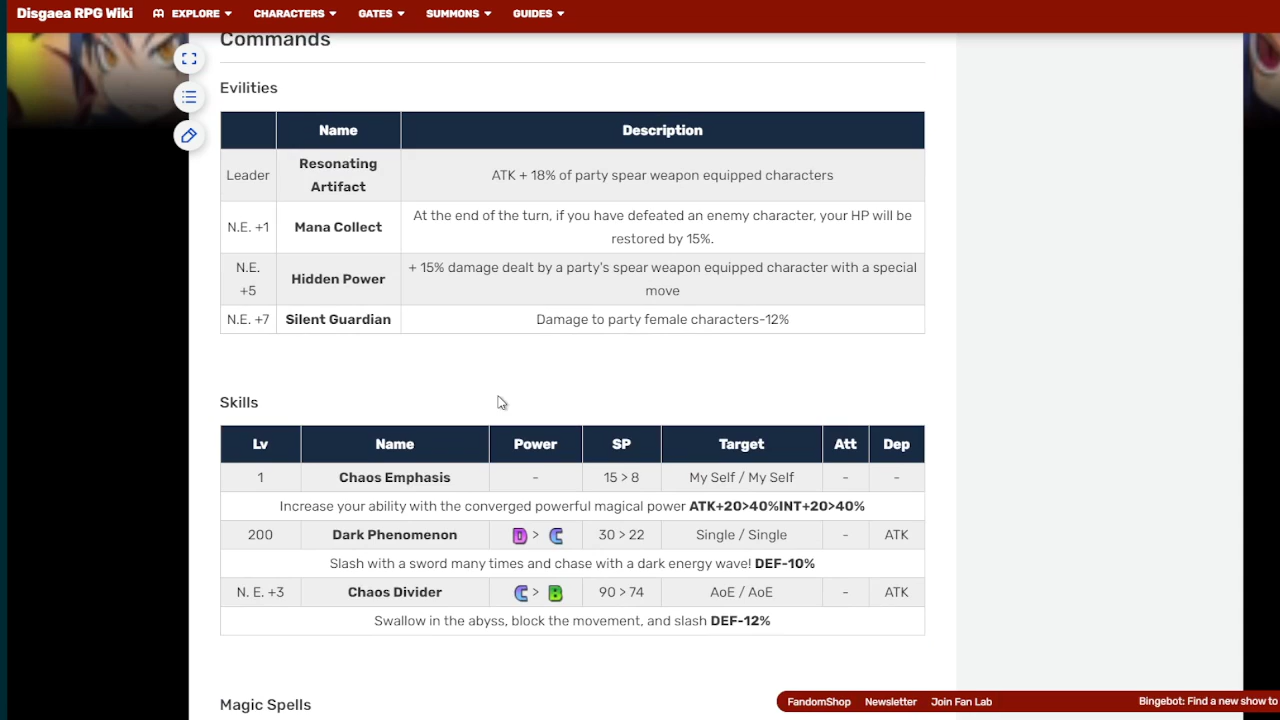 Disgaea RPG Wiki EXPLORE CHARACTERS GATES SUMMONS GUIDES
Commands
Evilities
Name Description
Leader Resonating Artifact ATK + 18% of party spear weapon equipped characters
N.E. +1 Mana Collect At the end of the turn, if you have defeated an enemy character, your HP will be
restored by 15%.
N.E. +5 Hidden Power + 15% damage dealt by a party's spear weapon equipped character with a special
move
N.E. +7 Silent Guardian Damage to party female characters-12%
Skills
Lv Name Power SP Target Att Dep
1 Chaos Emphasis - 15 > 8 My Self / My Self - -
Increase your ability with the converged powerful magical power ATK+20>40%INT+20>40%
200 Dark Phenomenon D > C 30 > 22 Single / Single - ATK
Slash with a sword many times and chase with a dark energy wave! DEF-10%
N. E. +3 Chaos Divider C > B 90 > 74 AoE / AoE - ATK
Swallow in the abyss, block the movement, and slash DEF-12%
Magic Spells
FandomShop Newsletter Join Fan Lab Bingebot: Find a new show to